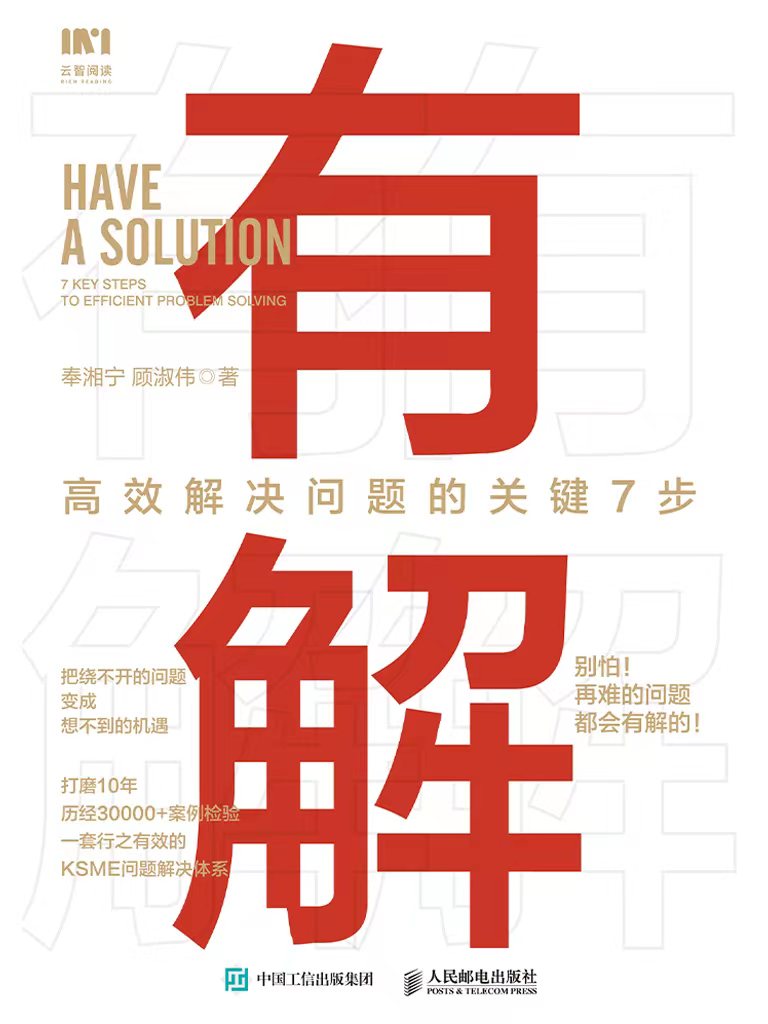 云智阅读
RICH READING
有
HAVE
A SOLUTION
7 KEY STEPS
TO EFFICIENT PROBLEM SOLVING
奉湘宁 顾淑伟◎著
高效解决问题的关键7步
解
把绕不开的问题
变成
想不到的机遇
别怕！
再难的问题
都会有解的！
打磨10年
历经30000+案例检验
一套行之有效的
KSME问题解决体系
中国工信出版集团
人民邮电出版社
POSTS & TELECOM PRESS